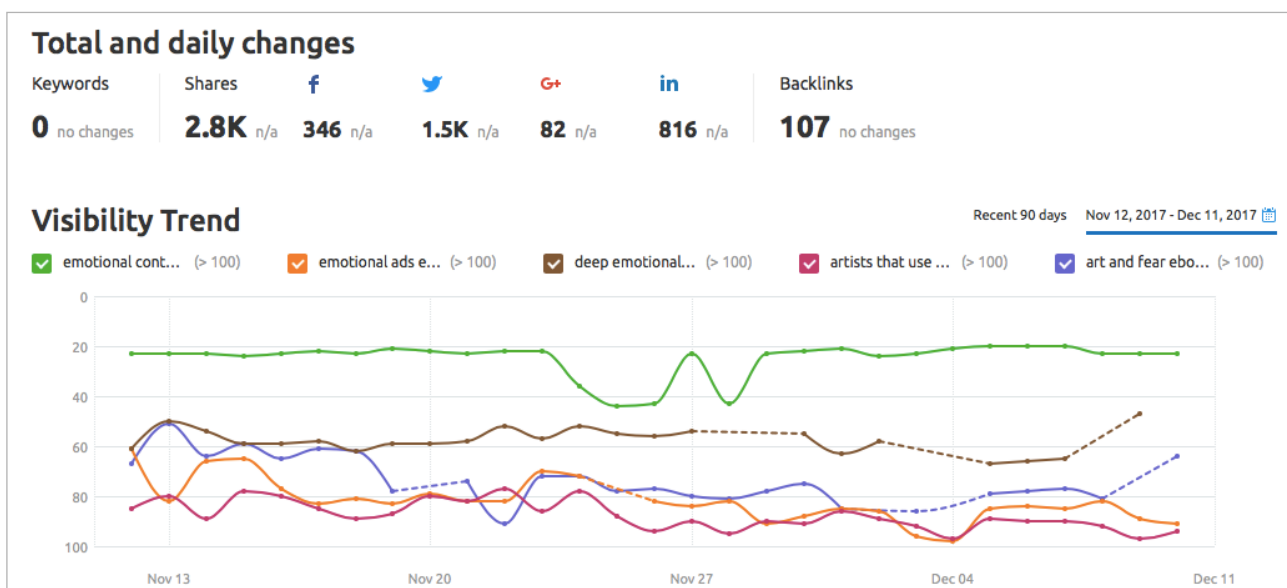 Total and daily changes
Keywords Shares Backlinks
0 no changes 2.8K n/a 346 n/a 1.5K n/a 82 n/a 816 n/a 107 no changes
Visibility Trend Recent 90 days Nov 12, 2017 - Dec 11, 2017
emotional cont... (> 100) emotional ads e... (> 100) deep emotional... (> 100) artists that use ... (> 100) art and fear ebo... (> 100)
0
20
40
60
80
100
Nov 13 Nov 20 Nov 27 Dec 04 Dec 11